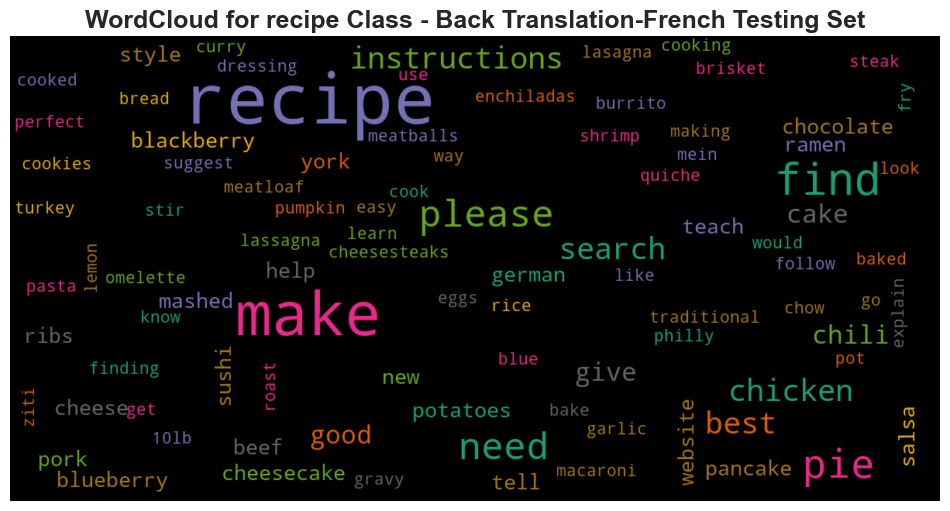 WordCloud for recipe Class - Back Translation-French Testing Set
style curry instructions lasagna cooking
cooked dressing use brisket steak
bread recipe enchiladas burrito fry
perfect blackberry meatballs shrimp making chocolate
cookies suggest york way mein ramen
meatloaf cook quiche find look
turkey stir pumpkin easy please cake
lassagna learn search teach would
lemon cheesesteaks
pasta omelette help german like follow baked
mashed make eggs rice chow go
ribs know traditional philly chili explain
finding blue pot
sushi roast new give chicken
ziti cheese get potatoes bake best
10lb beef good need garlic website salsa
pork cheesecake macaroni pancake pie
blueberry gravy tell